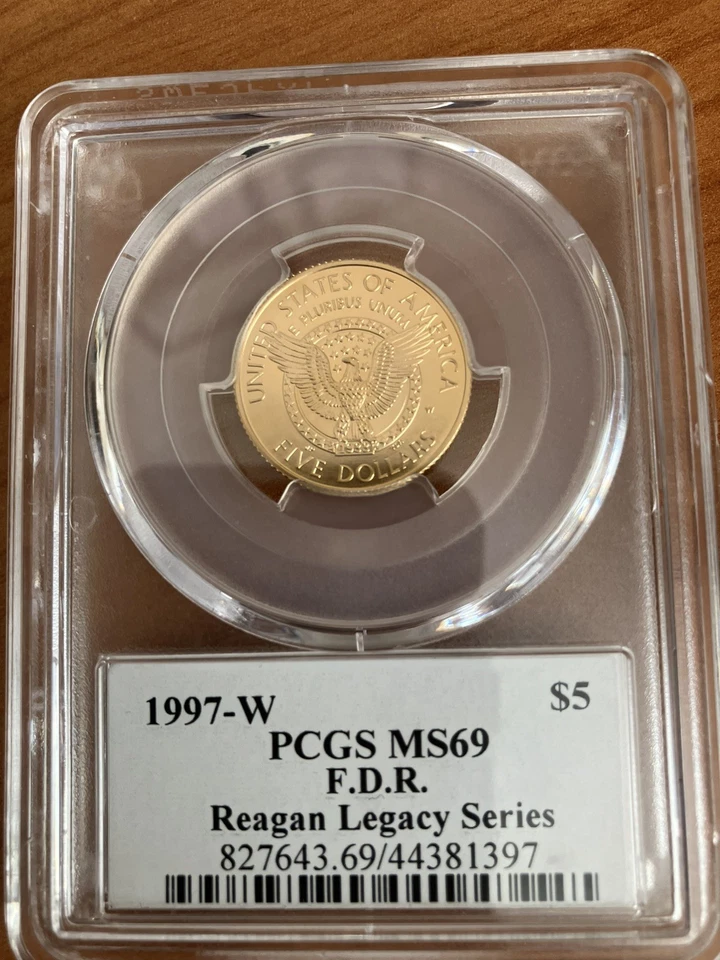 UNITED STATES OF AMERICA
E PLURIBUS UNUM
W
FIVE DOLLARS
1997-W $5
PCGS MS69
F.D.R.
Reagan Legacy Series
827643.69/44381397